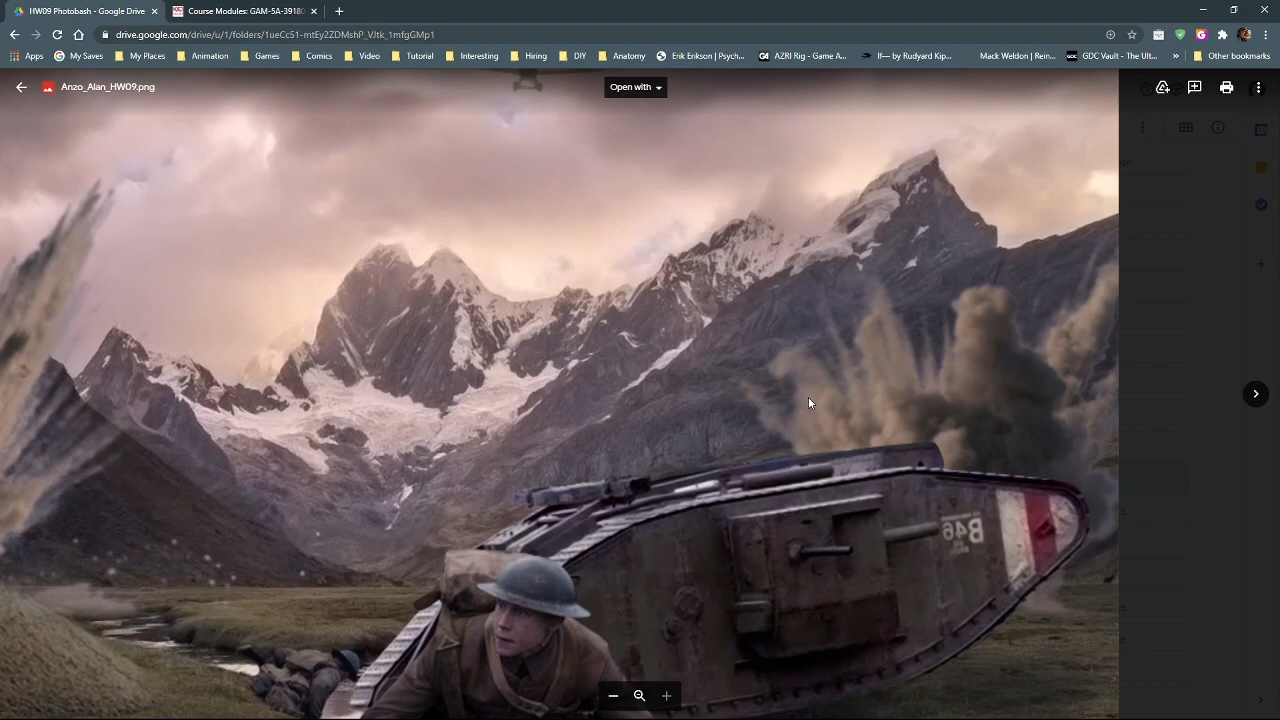 HW09 Photobash - Google Drive
Course Modules: GAM-5A-39180
drive.google.com/drive/u/1/folders/1ueCc51-mtEy2ZDMshP_VJtk_1mfgGMp1
Apps
My Saves
My Places
Animation
Games
Comics
Video
Tutorial
Interesting
Hiring
DIY
Anatomy
Erik Erikson | Psych...
AZRI Rig - Game A...
If— by Rudyard Kip...
Mack Weldon | Rein...
GDC Vault - The Ult...
»
Other bookmarks
Anzo_Alan_HW09.png
Open with
B46